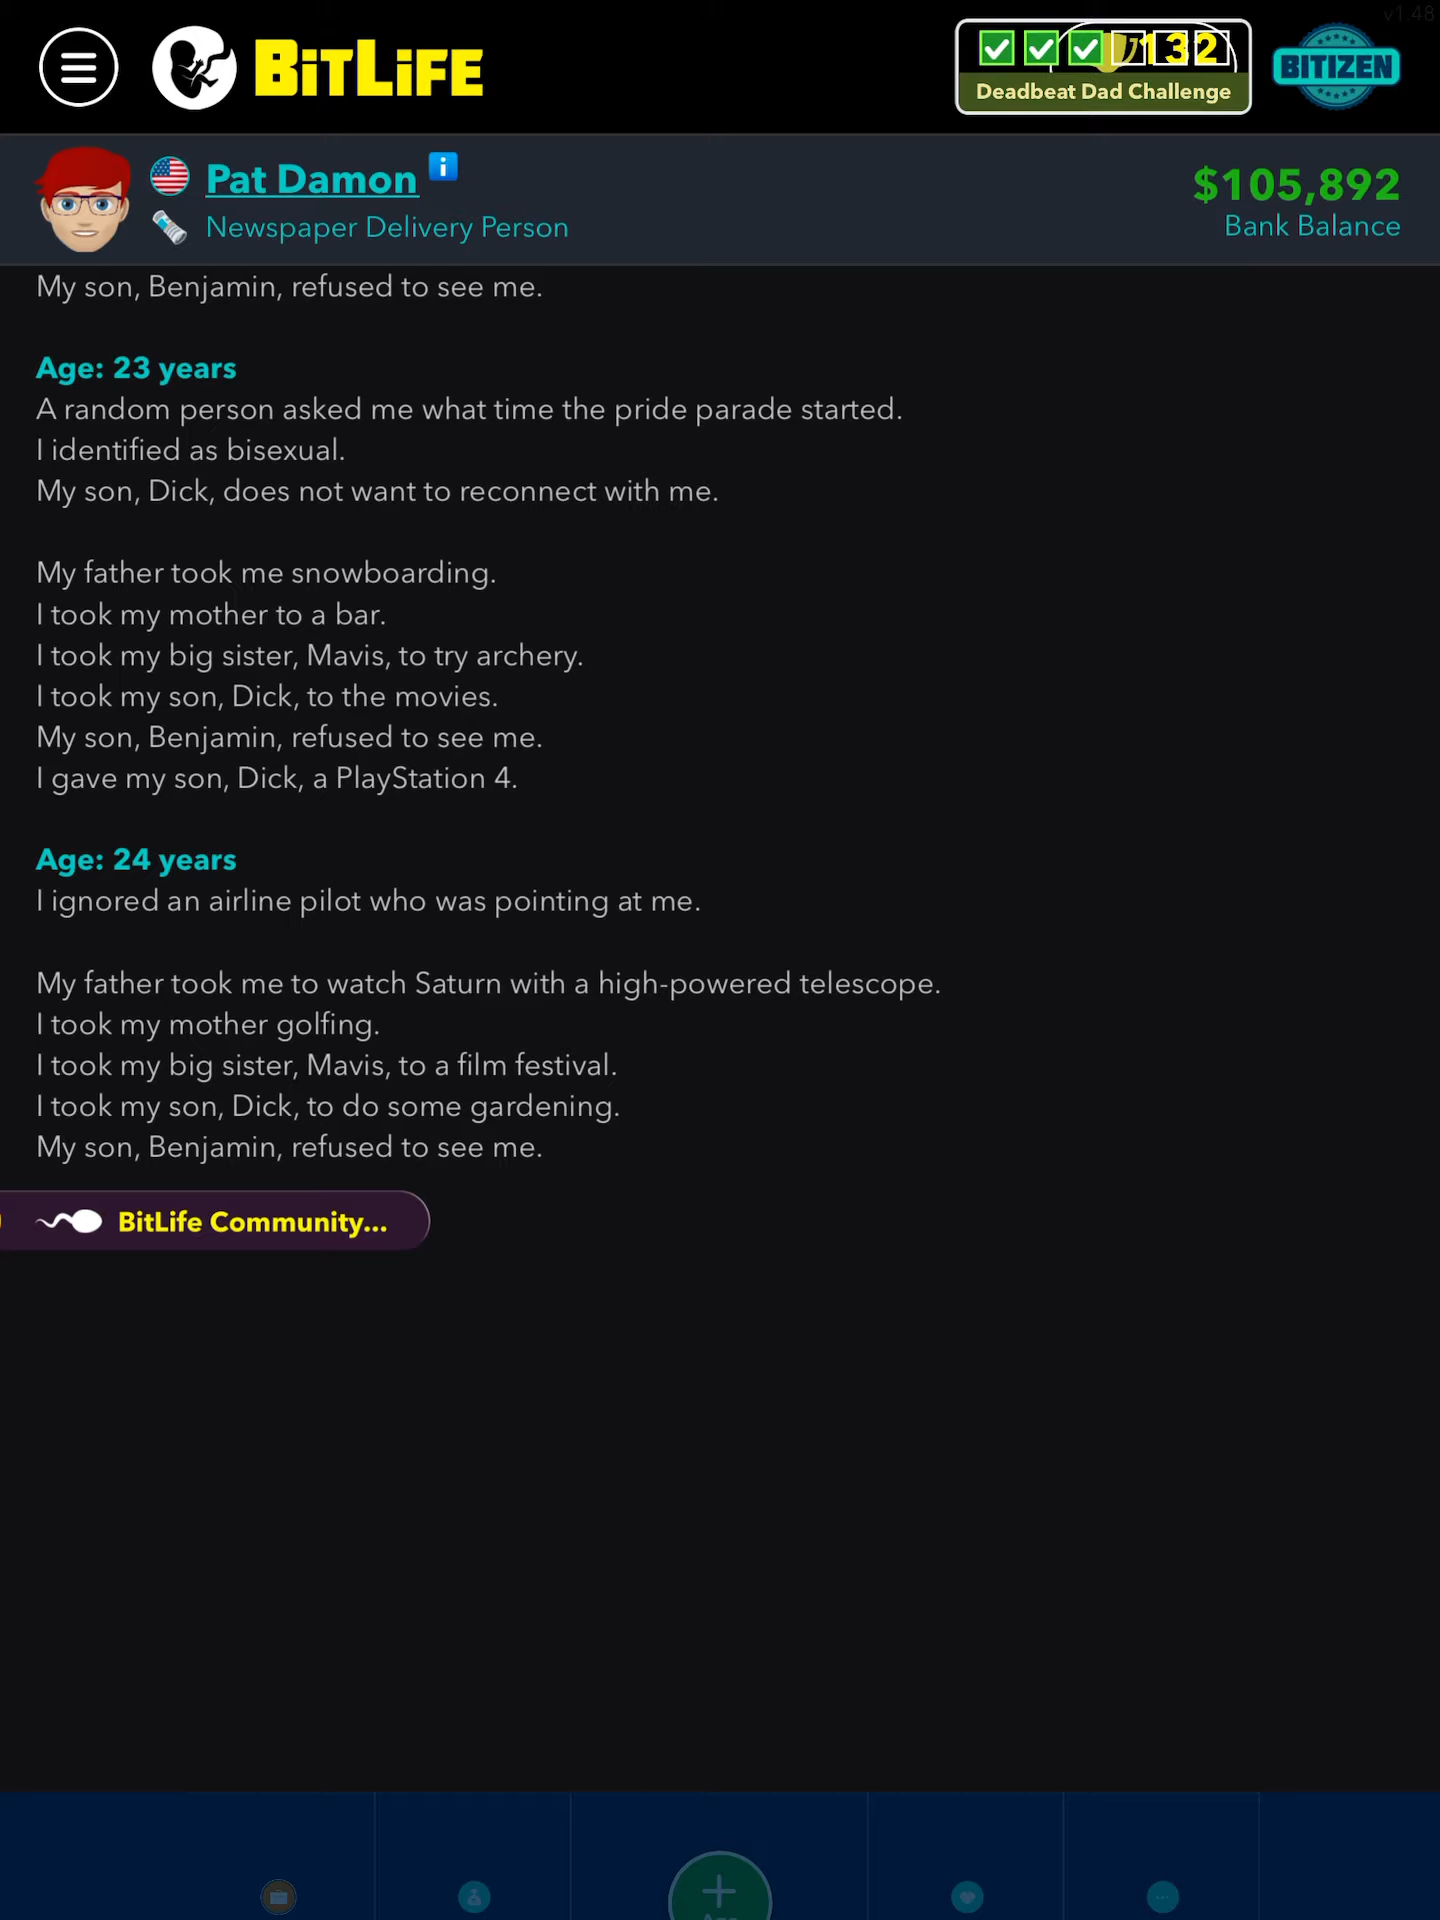 v1.48
BITLIFE
132
Deadbeat Dad Challenge
BITIZEN
Pat Damon
$105,892
Newspaper Delivery Person
Bank Balance
My son, Benjamin, refused to see me.
Age: 23 years
A random person asked me what time the pride parade started.
I identified as bisexual.
My son, Dick, does not want to reconnect with me.
My father took me snowboarding.
I took my mother to a bar.
I took my big sister, Mavis, to try archery.
I took my son, Dick, to the movies.
My son, Benjamin, refused to see me.
I gave my son, Dick, a PlayStation 4.
Age: 24 years
I ignored an airline pilot who was pointing at me.
My father took me to watch Saturn with a high-powered telescope.
I took my mother golfing.
I took my big sister, Mavis, to a film festival.
I took my son, Dick, to do some gardening.
My son, Benjamin, refused to see me.
BitLife Community...